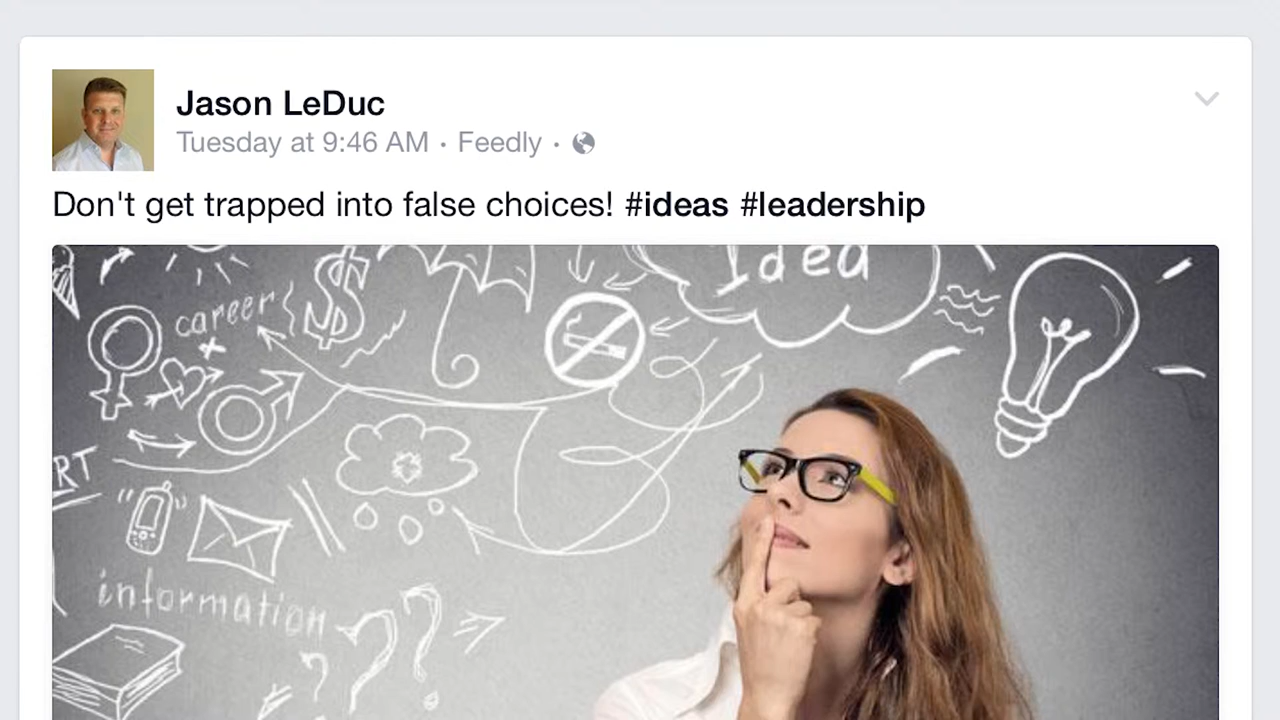 Jason LeDuc
Tuesday at 9:46 AM · Feedly ·
Don't get trapped into false choices! #ideas #leadership
Idea
career
$
RT
information
? ? ?